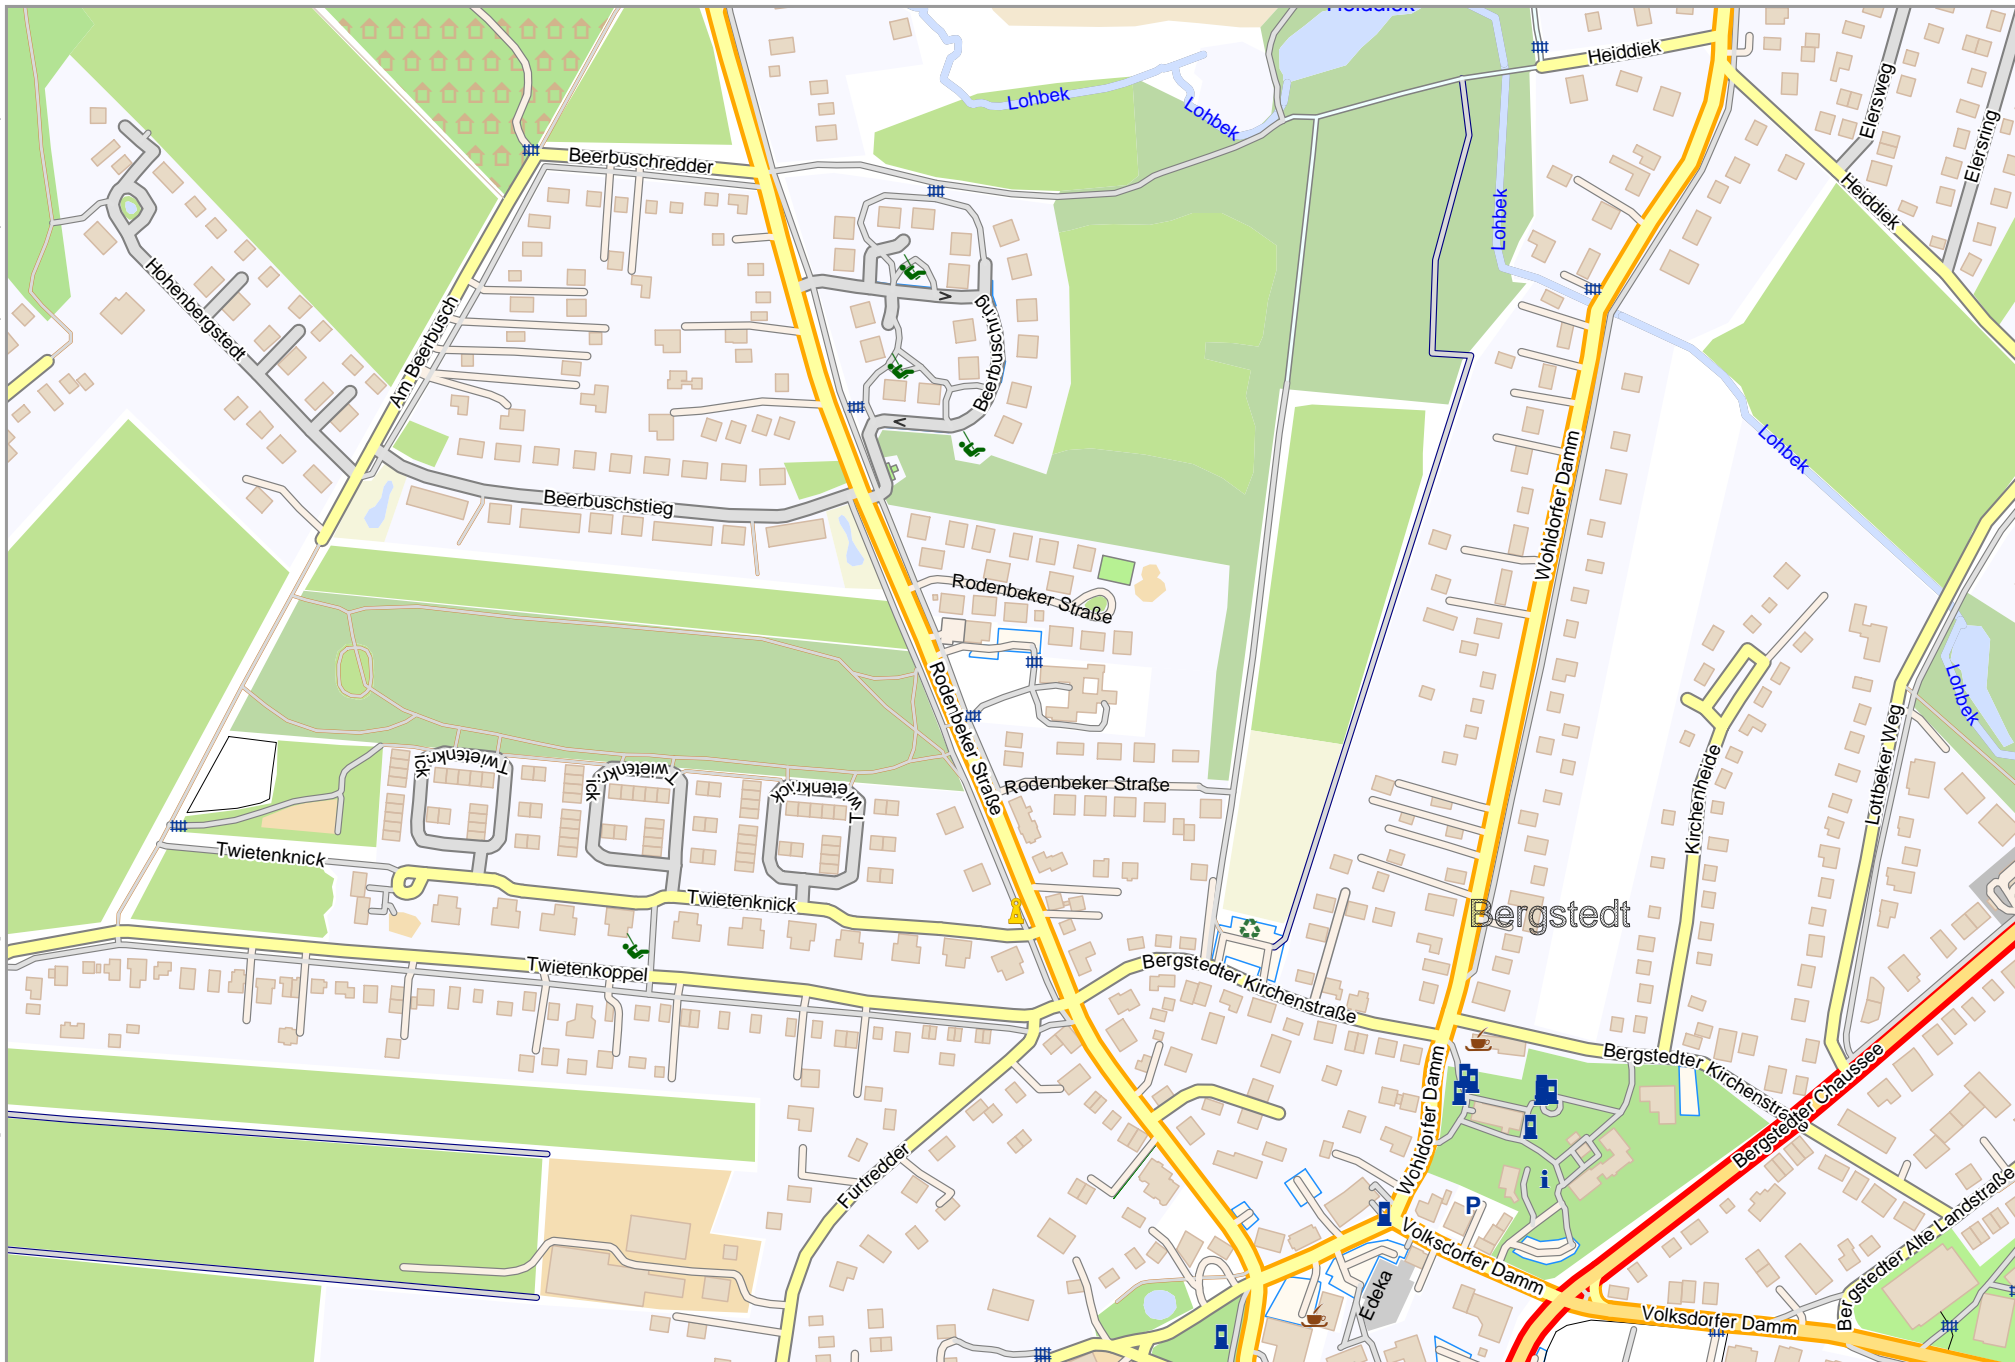 Heiddiek
Heiddiek
Lohbek
Lohbek
Elersweg
Elersring
Beerbuschredder
Heiddiek
Lohbek
Hohenbergstedt
Am Beerbusch
Beerbuschring
Wohldorfer Damm
Lohbek
Beerbuschstieg
Rodenbeker Straße
Rodenbeker Straße
Lohbek
Lottbeker Weg
Kirchenheide
Twietenknick
Twietenknick
Twietenknick
Rodenbeker Straße
Twietenknick
Twietenknick
Bergstedt
Twietenkoppel
Bergstedter Kirchenstraße
Bergstedter Kirchenstraße
Wohldorfer Damm
Bergstedter Chaussee
Furtredder
i
P
Volksdorfer Damm
Bergstedter Alte Landstraße
Edeka
Volksdorfer Damm